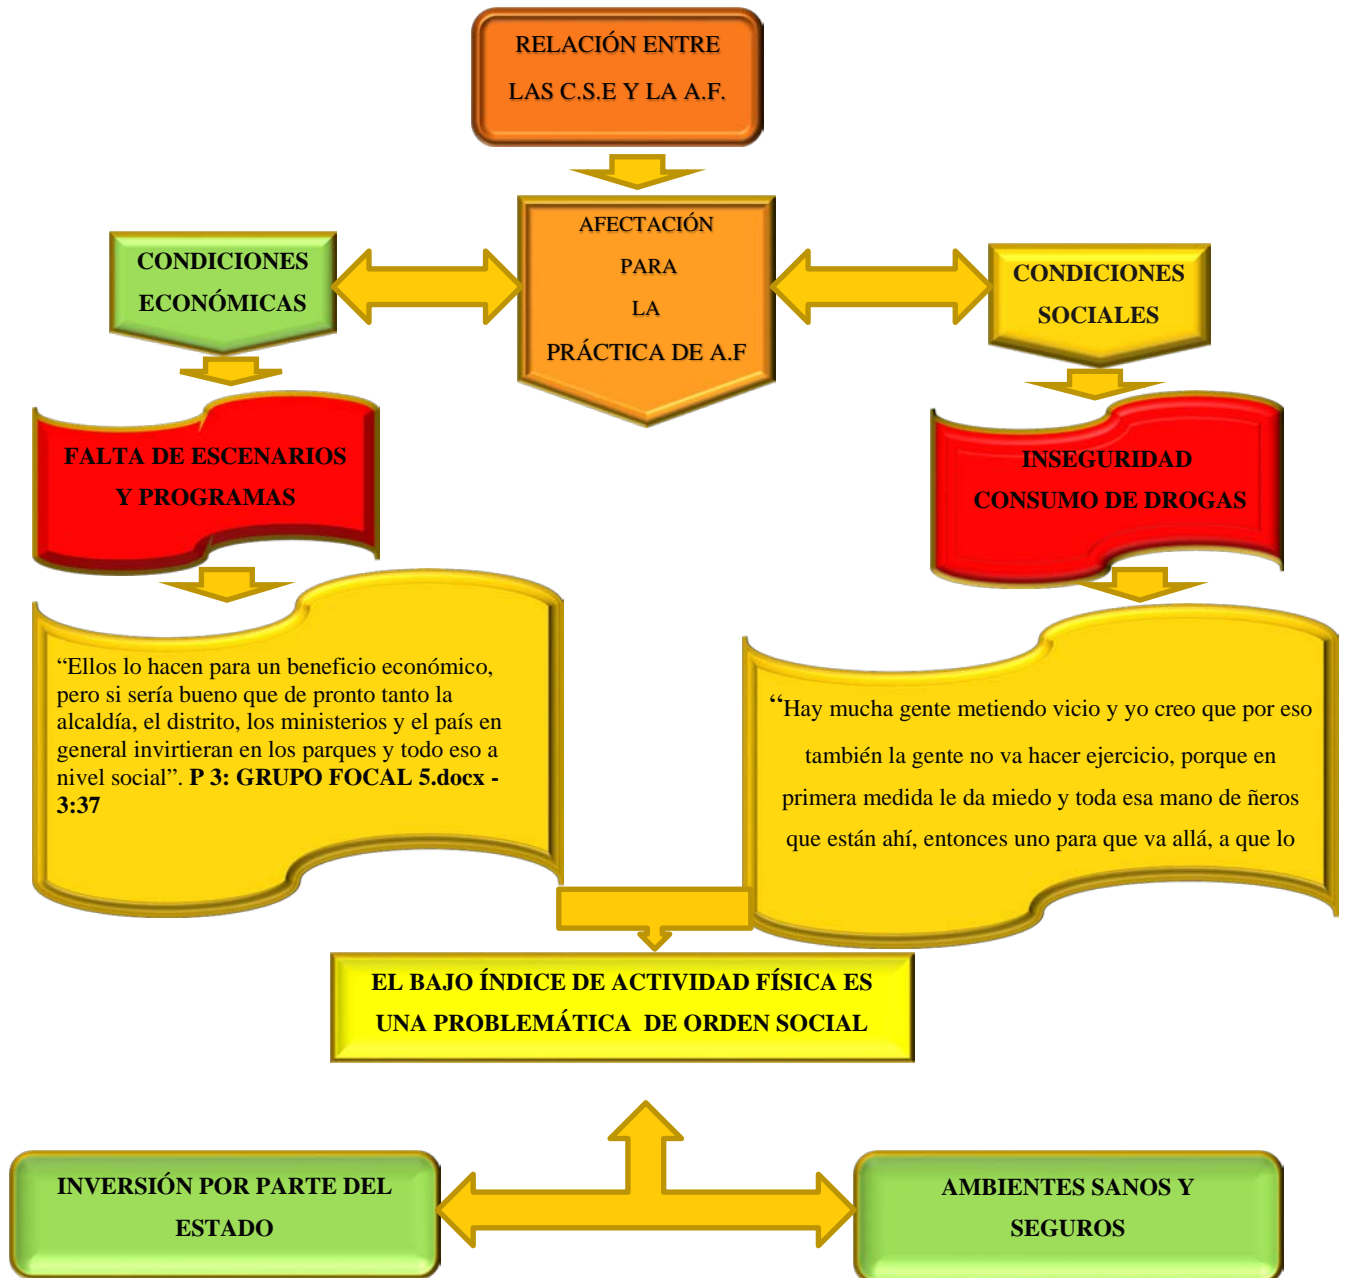 RELACIÓN ENTRE
LAS C.S.E Y LA A.F.
AFECTACIÓN
PARA
LA
PRÁCTICA DE A.F
CONDICIONES
ECONÓMICAS
CONDICIONES
SOCIALES
FALTA DE ESCENARIOS
Y PROGRAMAS
INSEGURIDAD
CONSUMO DE DROGAS
“Ellos lo hacen para un beneficio económico,
pero si sería bueno que de pronto tanto la
alcaldía, el distrito, los ministerios y el país en
general invirtieran en los parques y todo eso a
nivel social”. P 3: GRUPO FOCAL 5.docx -
3:37
“Hay mucha gente metiendo vicio y yo creo que por eso
también la gente no va hacer ejercicio, porque en
primera medida le da miedo y toda esa mano de ñeros
que están ahí, entonces uno para que va allá, a que lo
EL BAJO ÍNDICE DE ACTIVIDAD FÍSICA ES
UNA PROBLEMÁTICA DE ORDEN SOCIAL
INVERSIÓN POR PARTE DEL
ESTADO
AMBIENTES SANOS Y
SEGUROS